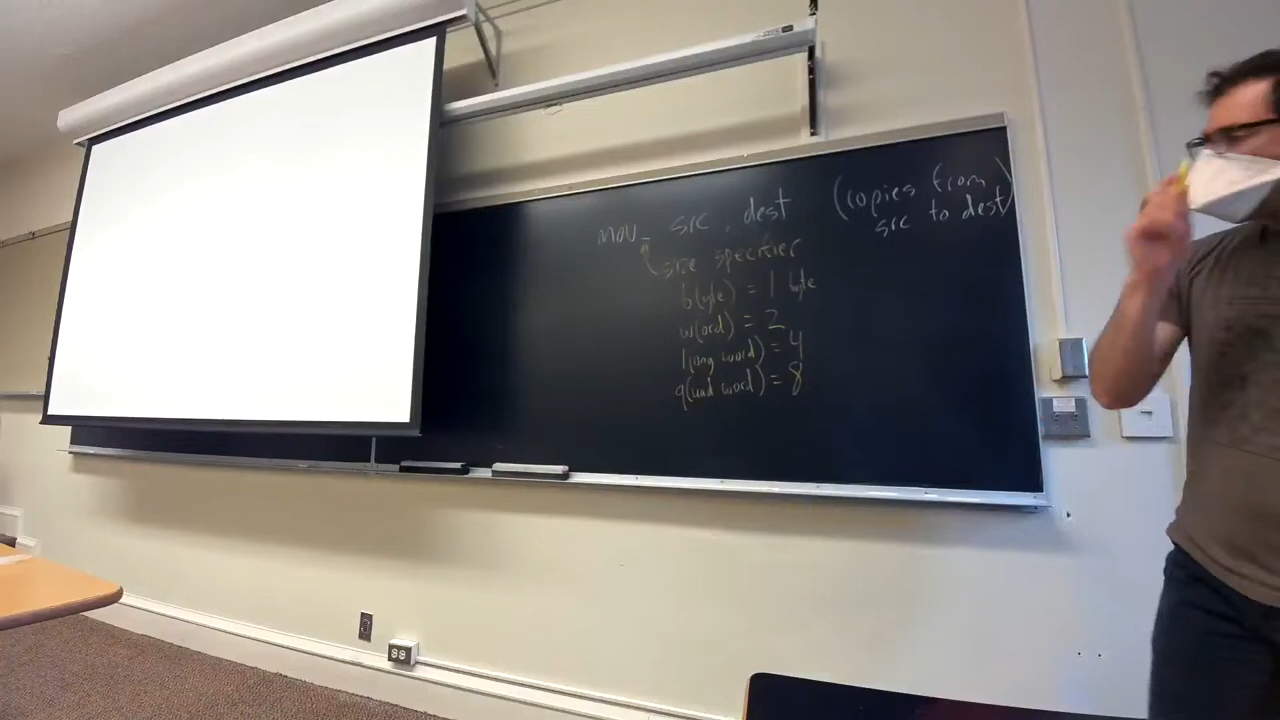 mov_ src, dest (copies from src to dest)
size specifier
b(yte) = 1 byte
w(ord) = 2
l(ong word) = 4
q(uad word) = 8